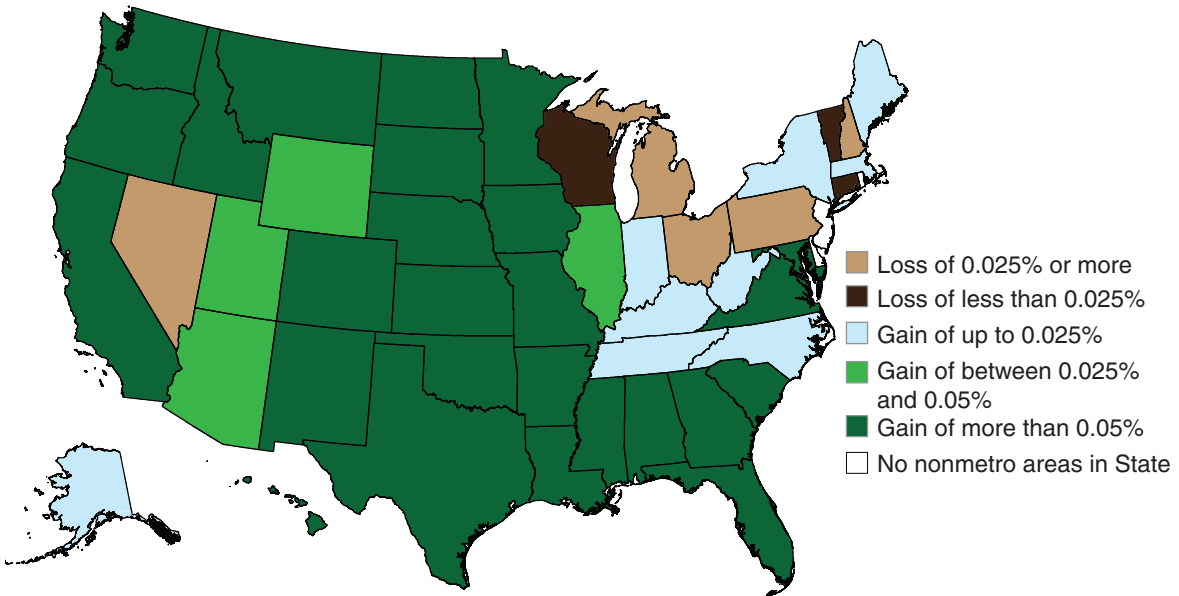 Loss of 0.025% or more
Loss of less than 0.025%
Gain of up to 0.025%
Gain of between 0.025%
and 0.05%
Gain of more than 0.05%
No nonmetro areas in State